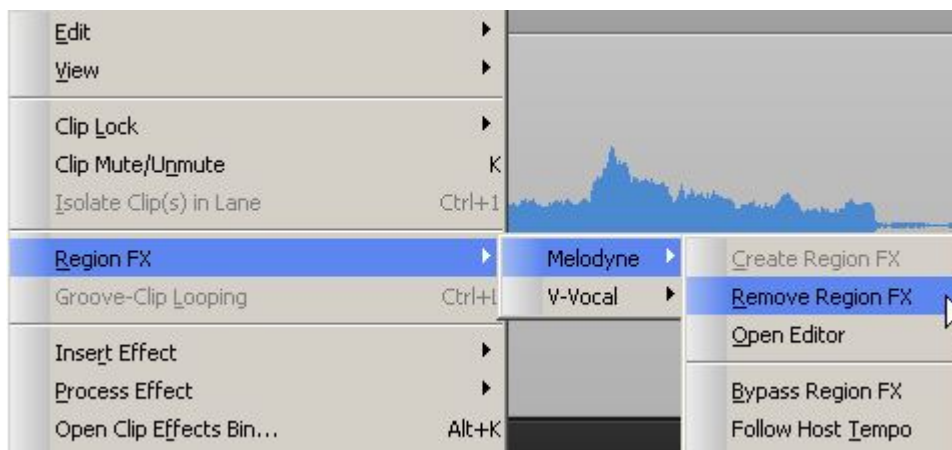 Edit
View
Clip Lock
Clip Mute/Unmute K
Isolate Clip(s) in Lane Ctrl+1
Region FX Melodyne Create Region FX
Groove-Clip Looping Ctrl+L V-Vocal Remove Region FX
Open Editor
Insert Effect
Process Effect Bypass Region FX
Open Clip Effects Bin... Alt+K Follow Host Tempo